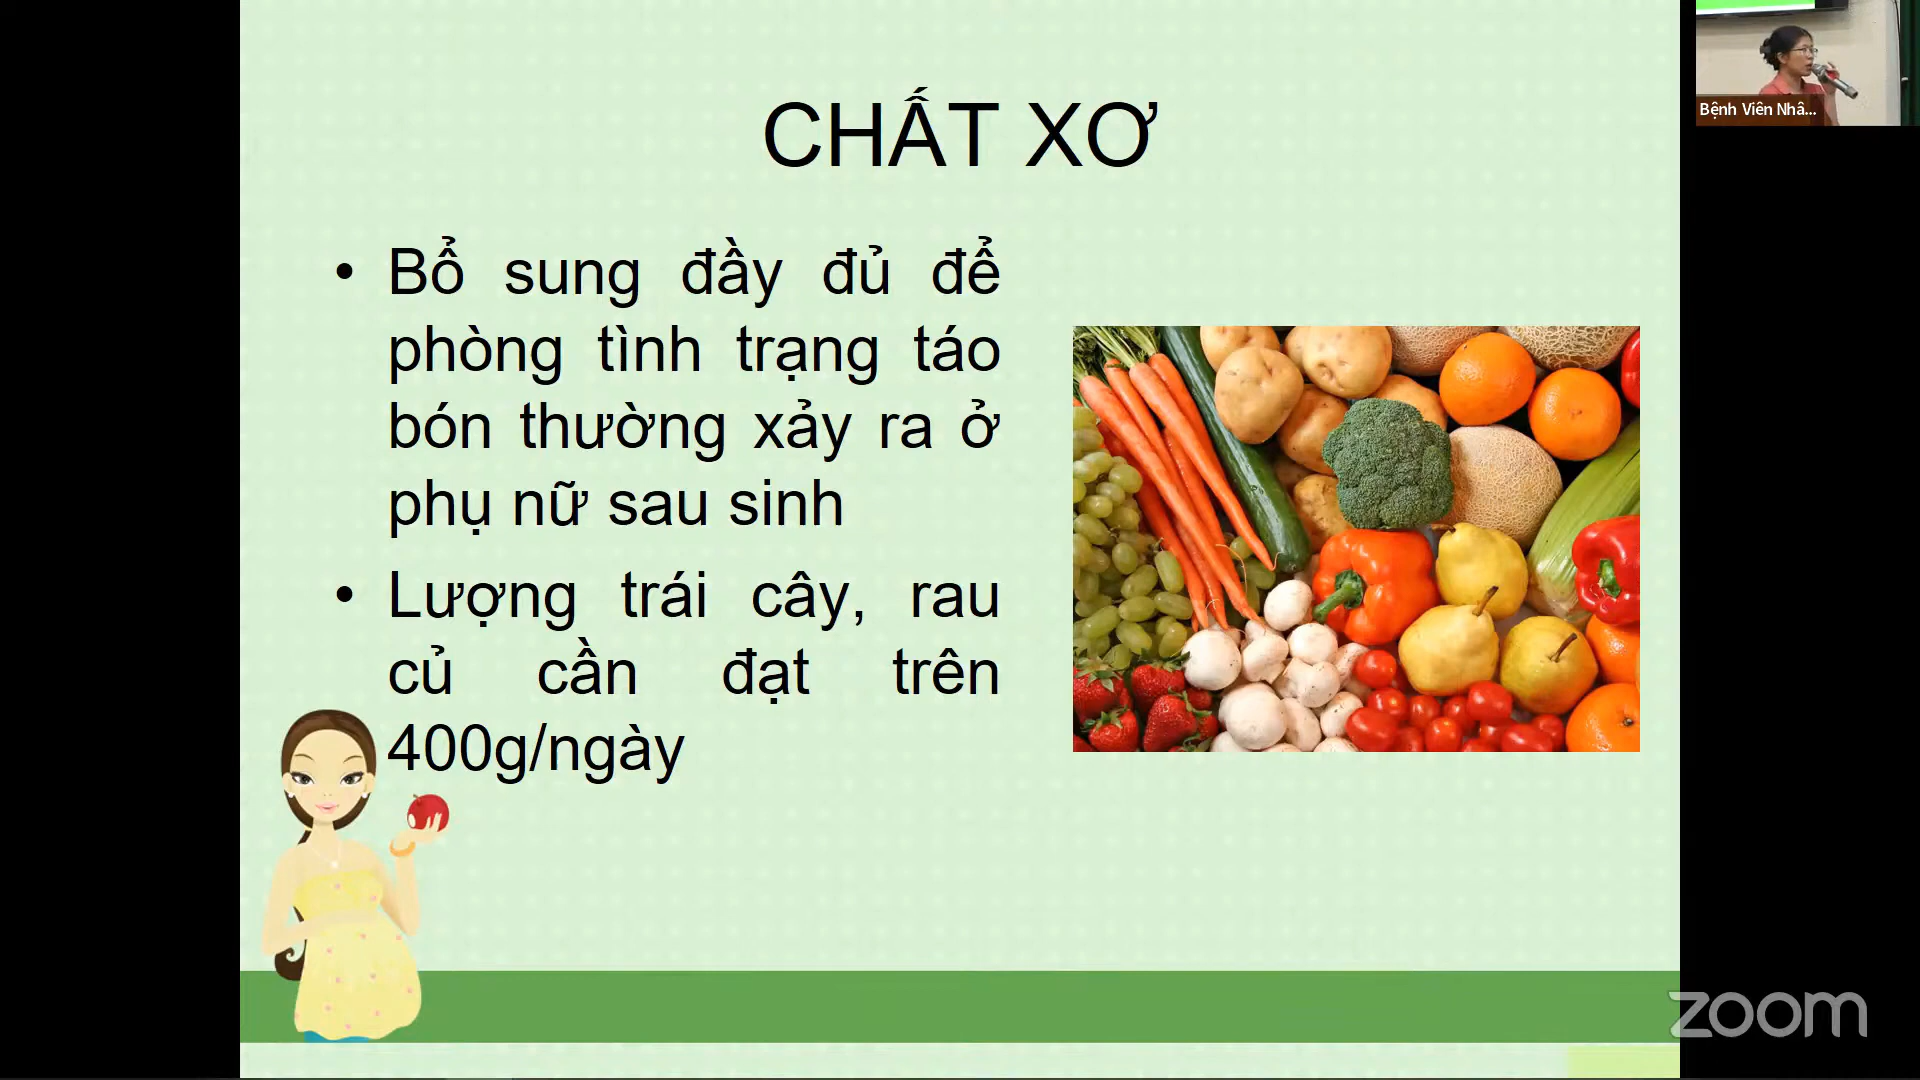 CHẤT XƠ
• Bổ sung đầy đủ để
phòng tình trạng táo
bón thường xảy ra ở
phụ nữ sau sinh
• Lượng trái cây, rau
củ cần đạt trên
400g/ngày
Bệnh Viên Nhâ...
zoom